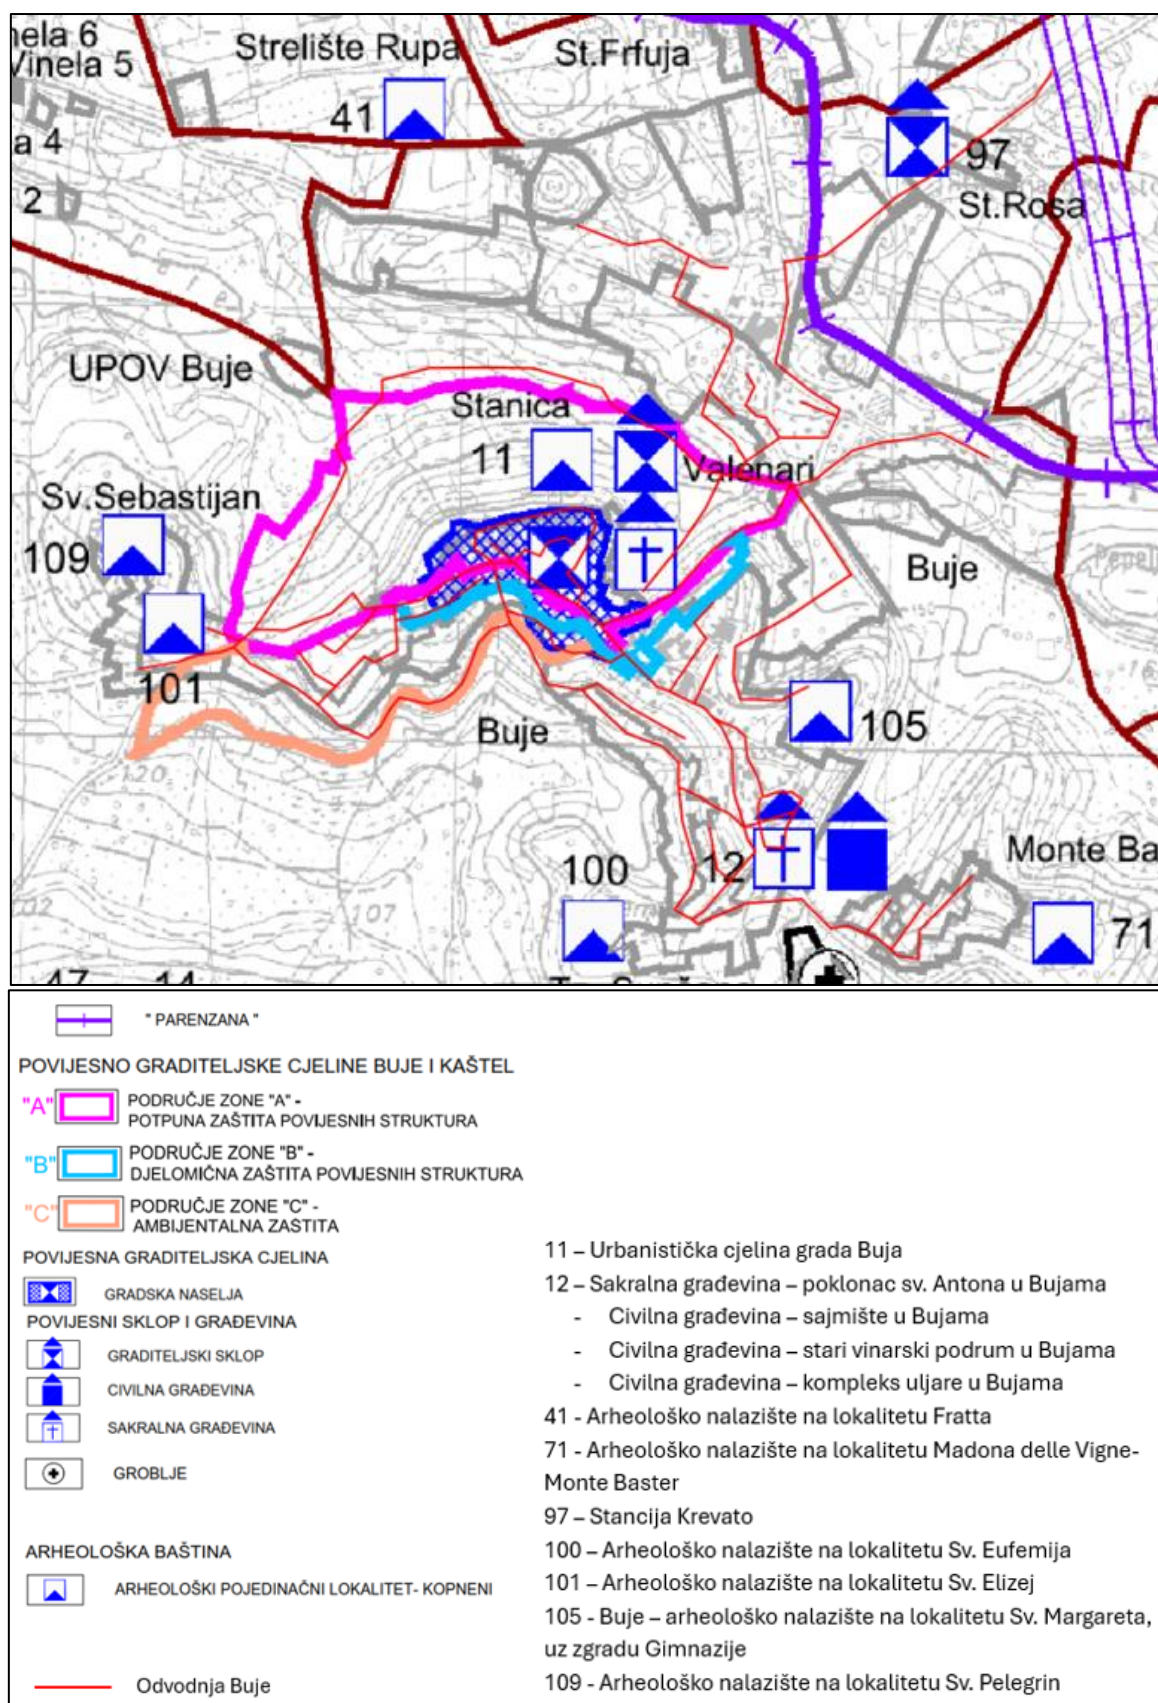 nela 6
Vinela 5
Strelište Rupa
St.Frfuja
41
a 4
97
2
St.Rosa
UPOV Buje
Stanica
11
Valenari
Sv.Sebastijan
109
Buje
101
105
Buje
120
Monte Ba
100
12
107
71
" PARENZANA "
POVIJESNO GRADITELJSKE CJELINE BUJE I KAŠTEL
"A" PODRUČJE ZONE "A" -
POTPUNA ZAŠTITA POVIJESNIH STRUKTURA
"B" PODRUČJE ZONE "B" -
DJELOMIČNA ZAŠTITA POVIJESNIH STRUKTURA
"C" PODRUČJE ZONE "C" -
AMBIJENTALNA ZAŠTITA
POVIJESNA GRADITELJSKA CJELINA
GRADSKA NASELJA
POVIJESNI SKLOP I GRAĐEVINA
GRADITELJSKI SKLOP
CIVILNA GRAĐEVINA
SAKRALNA GRAĐEVINA
GROBLJE
ARHEOLOŠKA BAŠTINA
ARHEOLOŠKI POJEDINAČNI LOKALITET- KOPNENI
Odvodnja Buje
11 – Urbanistička cjelina grada Buja
12 – Sakralna građevina – poklonac sv. Antona u Bujama
- Civilna građevina – sajmište u Bujama
- Civilna građevina – stari vinarski podrum u Bujama
- Civilna građevina – kompleks uljare u Bujama
41 - Arheološko nalazište na lokalitetu Fratta
71 - Arheološko nalazište na lokalitetu Madona delle Vigne-
Monte Baster
97 – Stancija Krevato
100 – Arheološko nalazište na lokalitetu Sv. Eufemija
101 – Arheološko nalazište na lokalitetu Sv. Elizej
105 - Buje – arheološko nalazište na lokalitetu Sv. Margareta,
uz zgradu Gimnazije
109 - Arheološko nalazište na lokalitetu Sv. Pelegrin